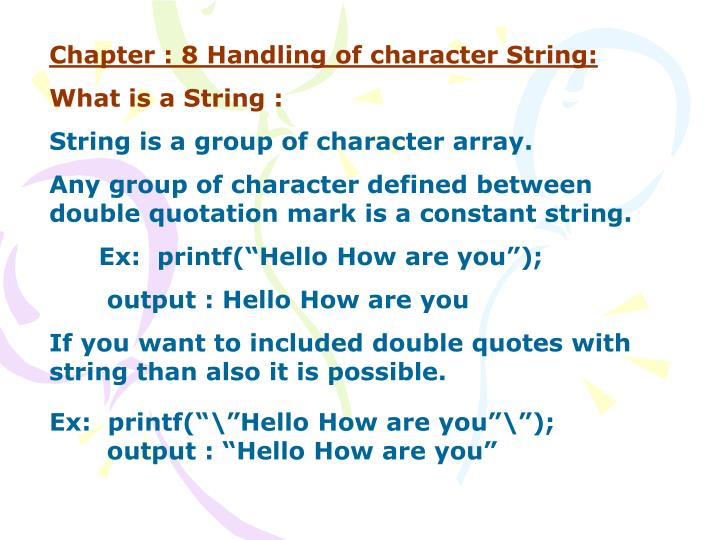 Chapter : 8 Handling of character String:
What is a String :
String is a group of character array.
Any group of character defined between
double quotation mark is a constant string.
Ex:  printf(“Hello How are you”);
output : Hello How are you
If you want to included double quotes with
string than also it is possible.
Ex:  printf(“\”Hello How are you”\”);
output : “Hello How are you”